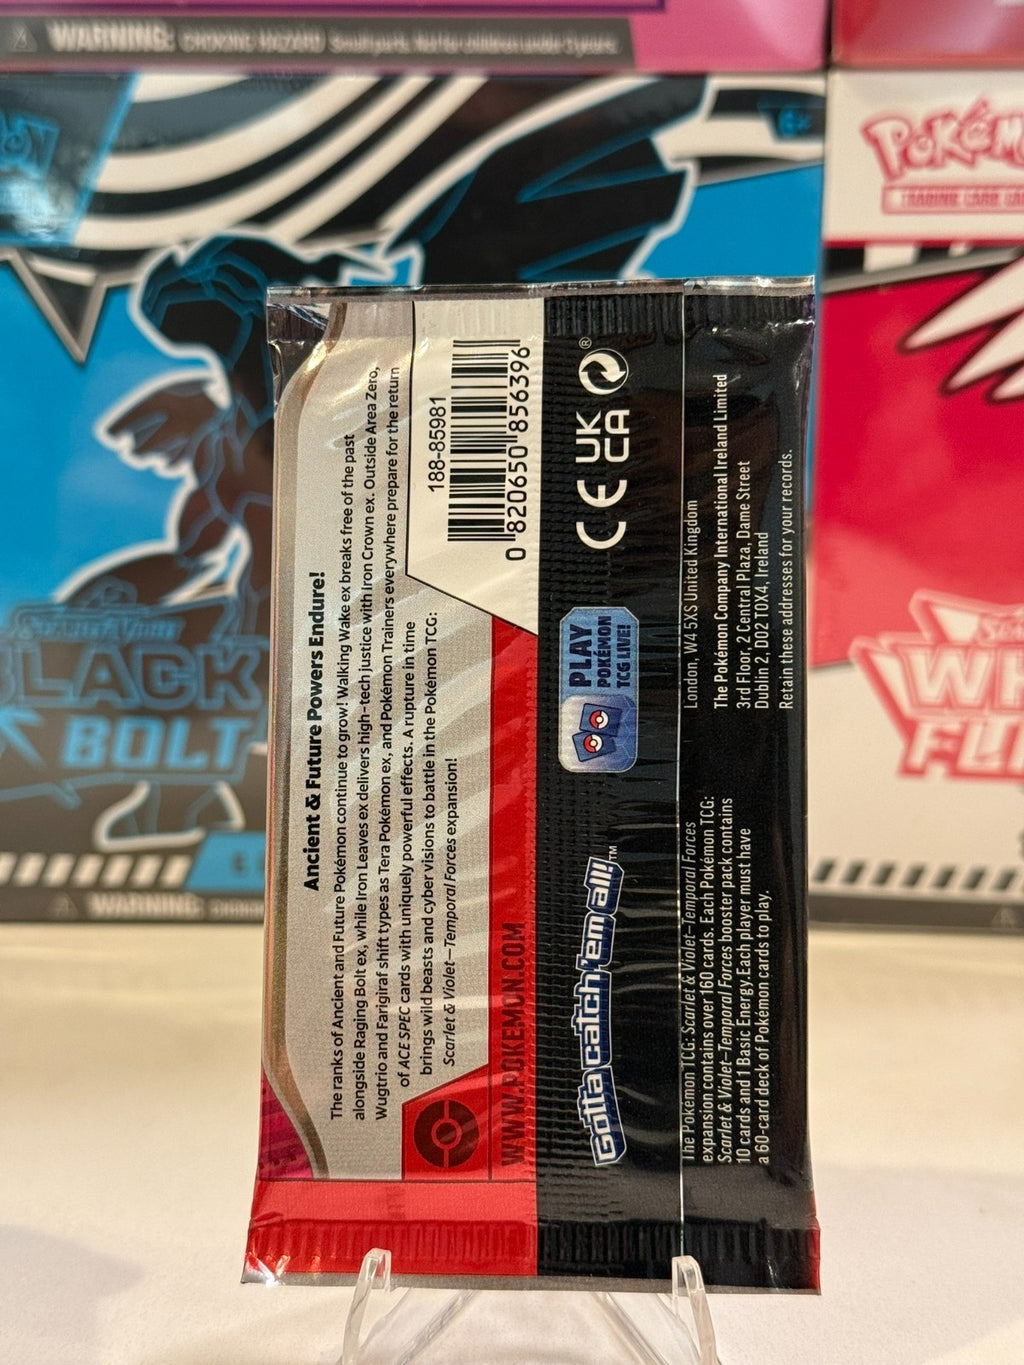 WARNING: CHOKING HAZARD Small parts. Not for children under 3 years.
POKéM
TRADING CARD
BLACK
BOLT
WARNING:
Ancient & Future Powers Endure!
The ranks of Ancient and Future Pokémon continue to grow! Walking Wake ex breaks free of the past
alongside Raging Bolt ex, while Iron Leaves ex delivers high-tech justice with Iron Crown ex. Outside Area Zero,
Wugtrio and Farigiraf shift types as Tera Pokémon ex, and Pokémon Trainers everywhere prepare for the return
of ACE SPEC cards with uniquely powerful effects. A rupture in time
brings wild beasts and cyber visions to battle in the Pokémon TCG:
Scarlet & Violet—Temporal Forces expansion!
188-85981
0 820650 856396
WWW.POKEMON.COM
Gotta catch 'em all!™
PLAY
POKÉMON
TCG LIVE!
CE UK
CA
®
The Pokémon TCG: Scarlet & Violet—Temporal Forces
expansion contains over 160 cards. Each Pokémon TCG:
Scarlet & Violet—Temporal Forces booster pack contains
10 cards and 1 Basic Energy. Each player must have
a 60-card deck of Pokémon cards to play.
London, W4 5XS United Kingdom
The Pokémon Company International Ireland Limited
3rd Floor, 2 Central Plaza, Dame Street
Dublin 2, D02 T0X4, Ireland
Retain these addresses for your records.